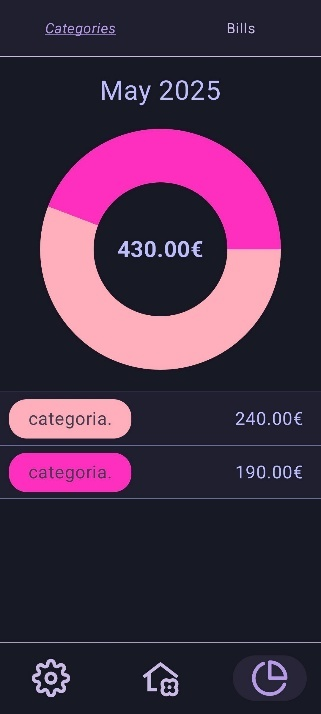 Categories
Bills
May 2025
430.00€
categoria.
240.00€
categoria.
190.00€